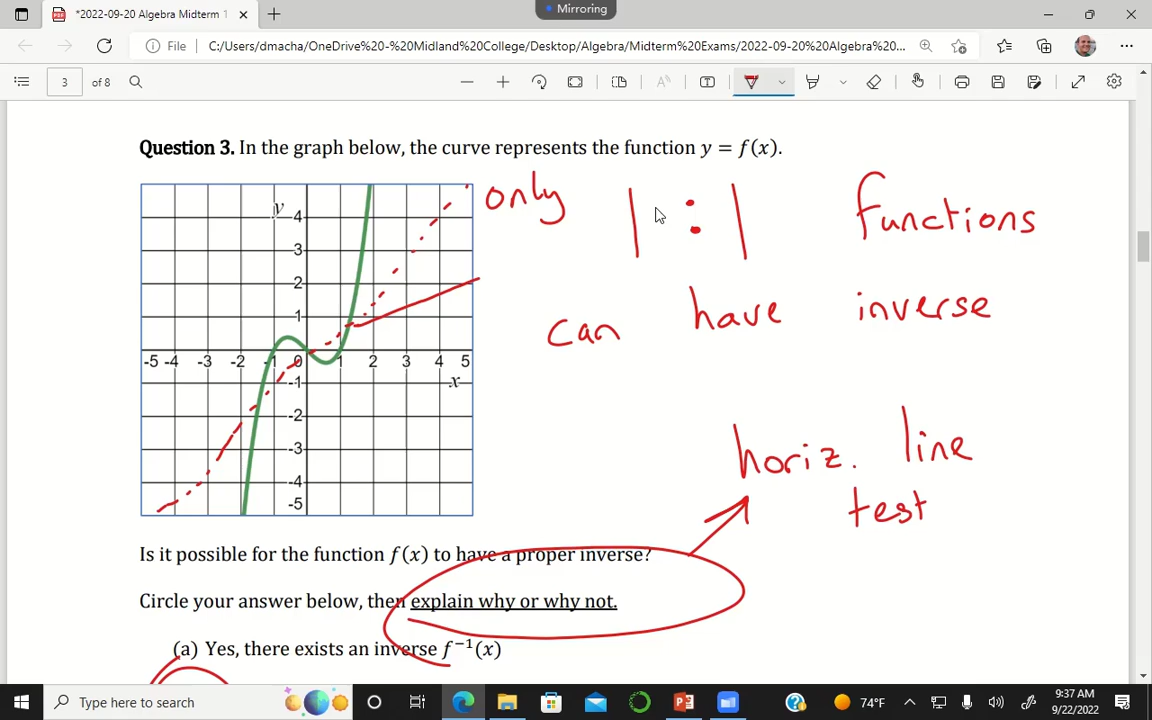 Mirroring
*2022-09-20 Algebra Midterm
File C:/Users/dmacha/OneDrive%20-%20Midland%20College/Desktop/Algebra/Midterm%20Exams/2022-09-20%20Algebra%20...
3 of 8
Question 3. In the graph below, the curve represents the function y = f(x).
only 1:1 functions
can have inverse
y
4
3
2
1
-5 -4 -3 -2 -1 0 1 2 3 4 5
x
-1
-2
-3
-4
-5
horiz. line
test
Is it possible for the function f(x) to have a proper inverse?
Circle your answer below, then explain why or why not.
(a) Yes, there exists an inverse f⁻¹(x)
Type here to search
74°F
9:37 AM
9/22/2022